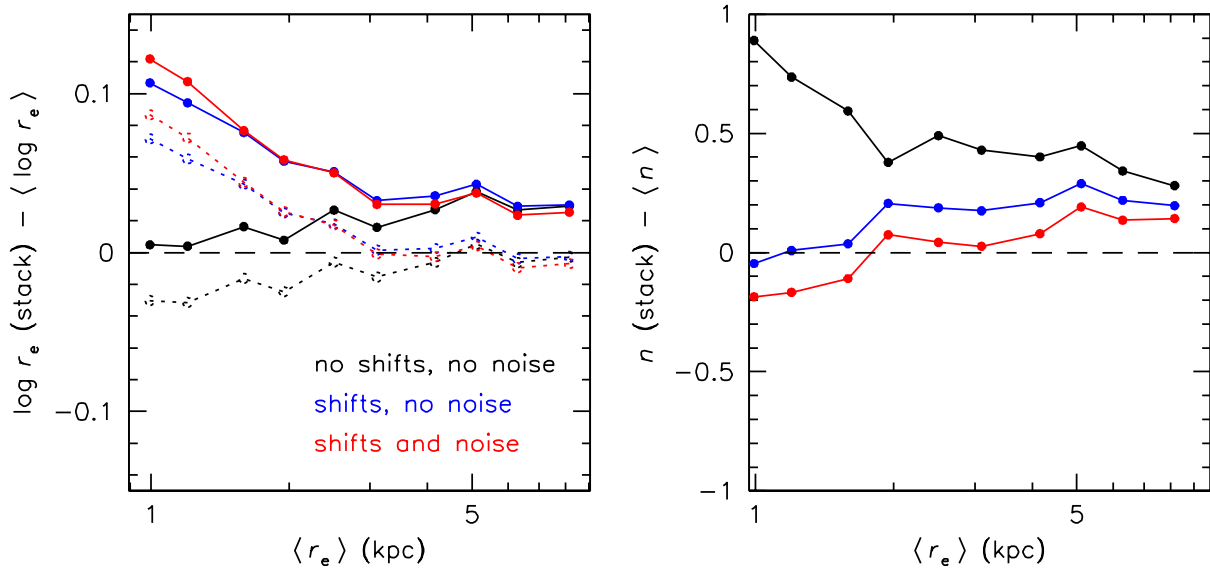 log r_e (stack) − ⟨ log r_e ⟩
0.1
0
−0.1
no shifts, no noise
shifts, no noise
shifts and noise
1
5
⟨ r_e ⟩ (kpc)
n (stack) − ⟨ n ⟩
1
0.5
0
−0.5
−1
1
5
⟨ r_e ⟩ (kpc)